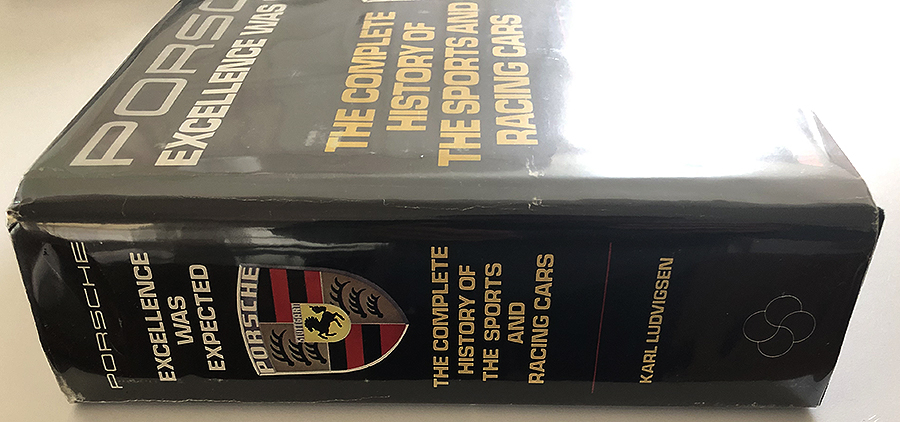 PORSC
EXCELLENCE WAS
THE COMPLETE
HISTORY OF
THE SPORTS AND
RACING CARS
PORSCHE
EXCELLENCE
WAS
EXPECTED
PORSCHE
STUTTGART
THE COMPLETE
HISTORY OF
THE SPORTS
AND
RACING CARS
KARL LUDVIGSEN